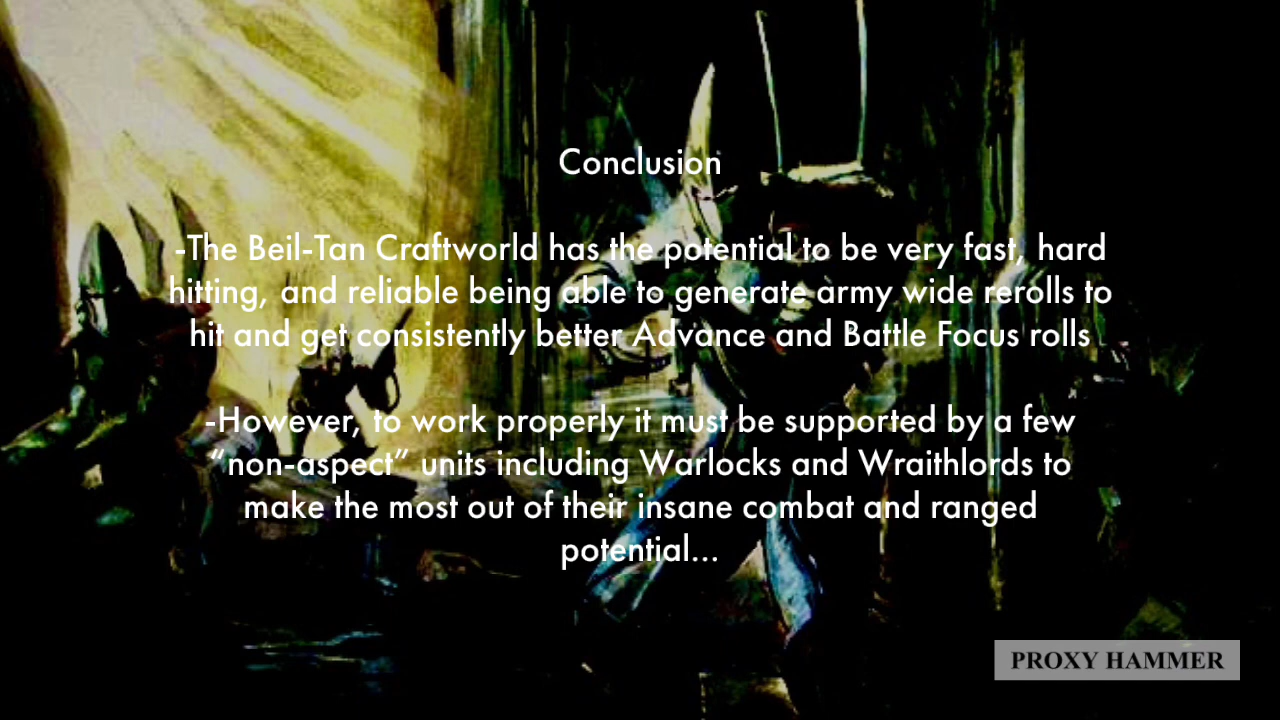 Conclusion
-The Beil-Tan Craftworld has the potential to be very fast, hard
hitting, and reliable being able to generate army wide rerolls to
hit and get consistently better Advance and Battle Focus rolls
-However, to work properly it must be supported by a few
“non-aspect” units including Warlocks and Wraithlords to
make the most out of their insane combat and ranged
potential...
PROXY HAMMER